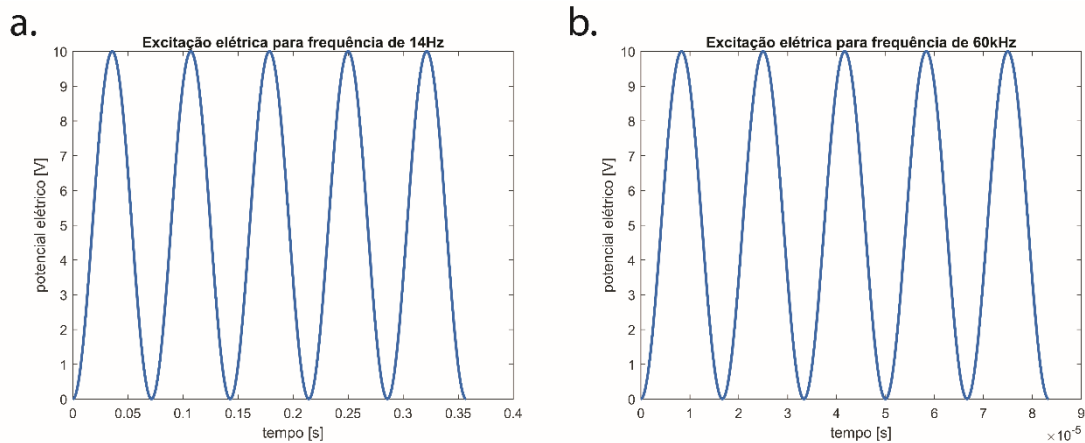 a.
Excitação elétrica para frequência de 14Hz
potencial elétrico [V]
10
9
8
7
6
5
4
3
2
1
0
0 0.05 0.1 0.15 0.2 0.25 0.3 0.35 0.4
tempo [s]
b.
Excitação elétrica para frequência de 60kHz
potencial elétrico [V]
10
9
8
7
6
5
4
3
2
1
0
0 1 2 3 4 5 6 7 8 9
tempo [s]
×10⁻⁵